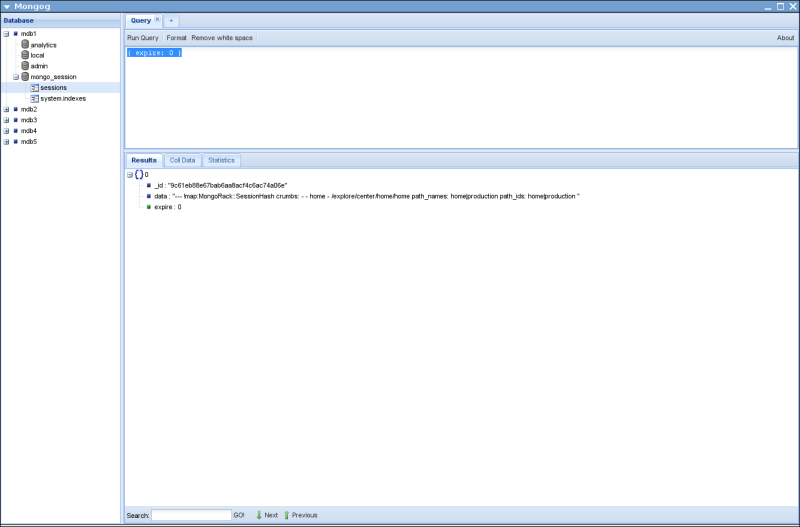 Mongog
Database
mdb1
analytics
local
admin
mongo_session
sessions
system.indexes
mdb2
mdb3
mdb4
mdb5
Query +
Run Query Format Remove white space About
{ expire: 0 }
Results Coll Data Statistics
{} 0
_id : "9c61eb88e67bab6aa8acf4c6ac74a06e"
data : "--- !map:MongoRack::SessionHash crumbs: - - home - /explore/center/home/home path_names: home|production path_ids: home|production "
expire : 0
Search: GO! Next Previous